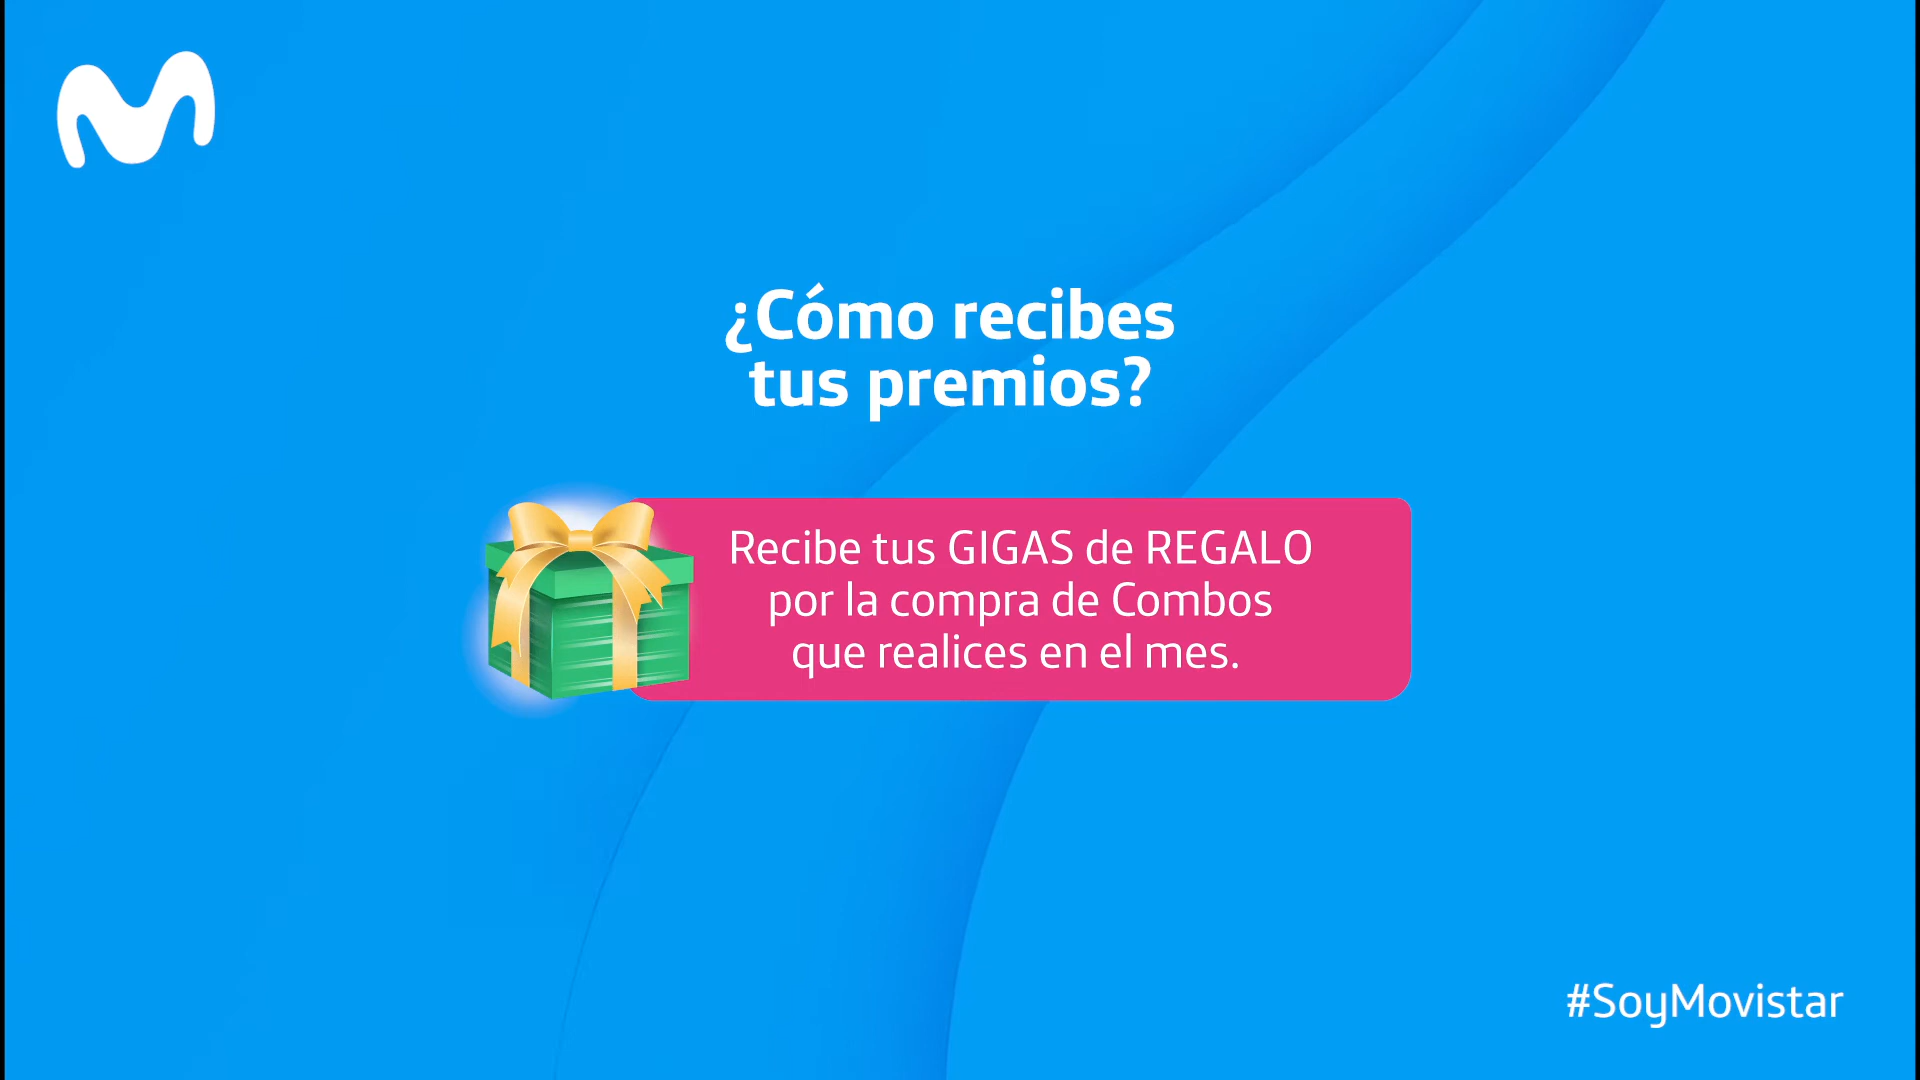 ¿Cómo recibes
tus premios?
Recibe tus GIGAS de REGALO
por la compra de Combos
que realices en el mes.
#SoyMovistar